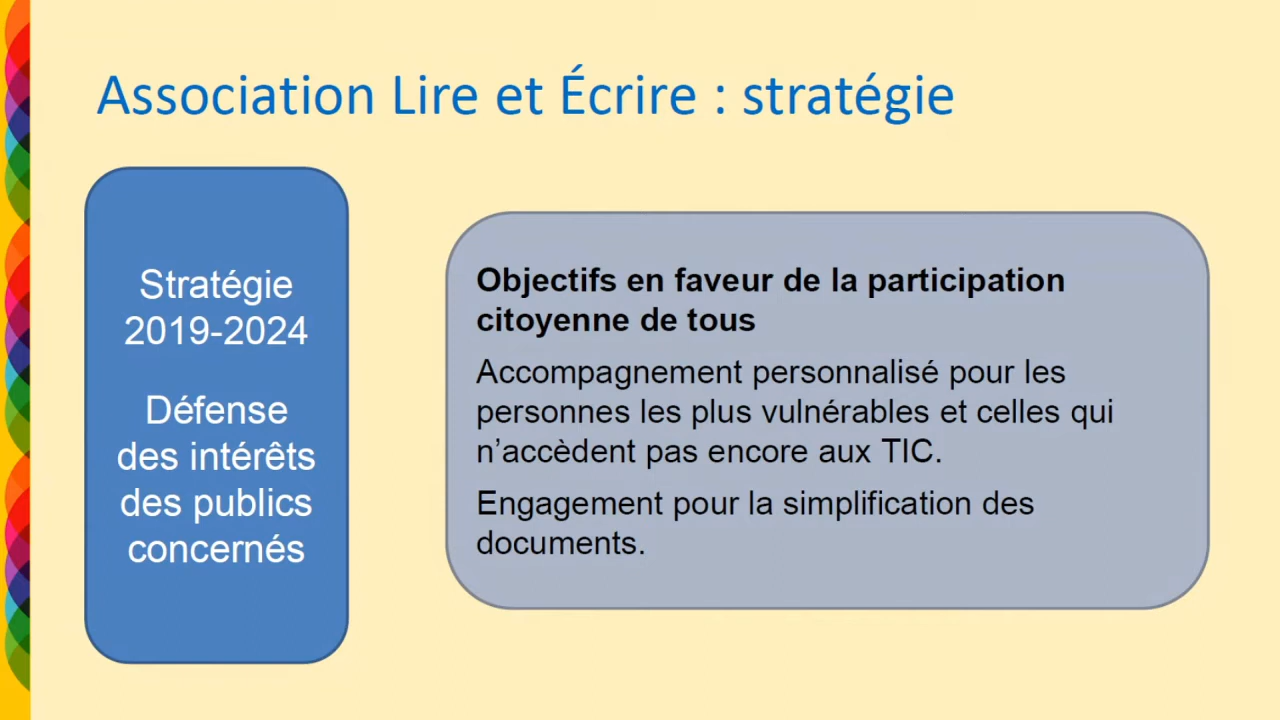 Association Lire et Écrire : stratégie
Stratégie
2019-2024
Défense
des intérêts
des publics
concernés
Objectifs en faveur de la participation
citoyenne de tous
Accompagnement personnalisé pour les
personnes les plus vulnérables et celles qui
n’accèdent pas encore aux TIC.
Engagement pour la simplification des
documents.